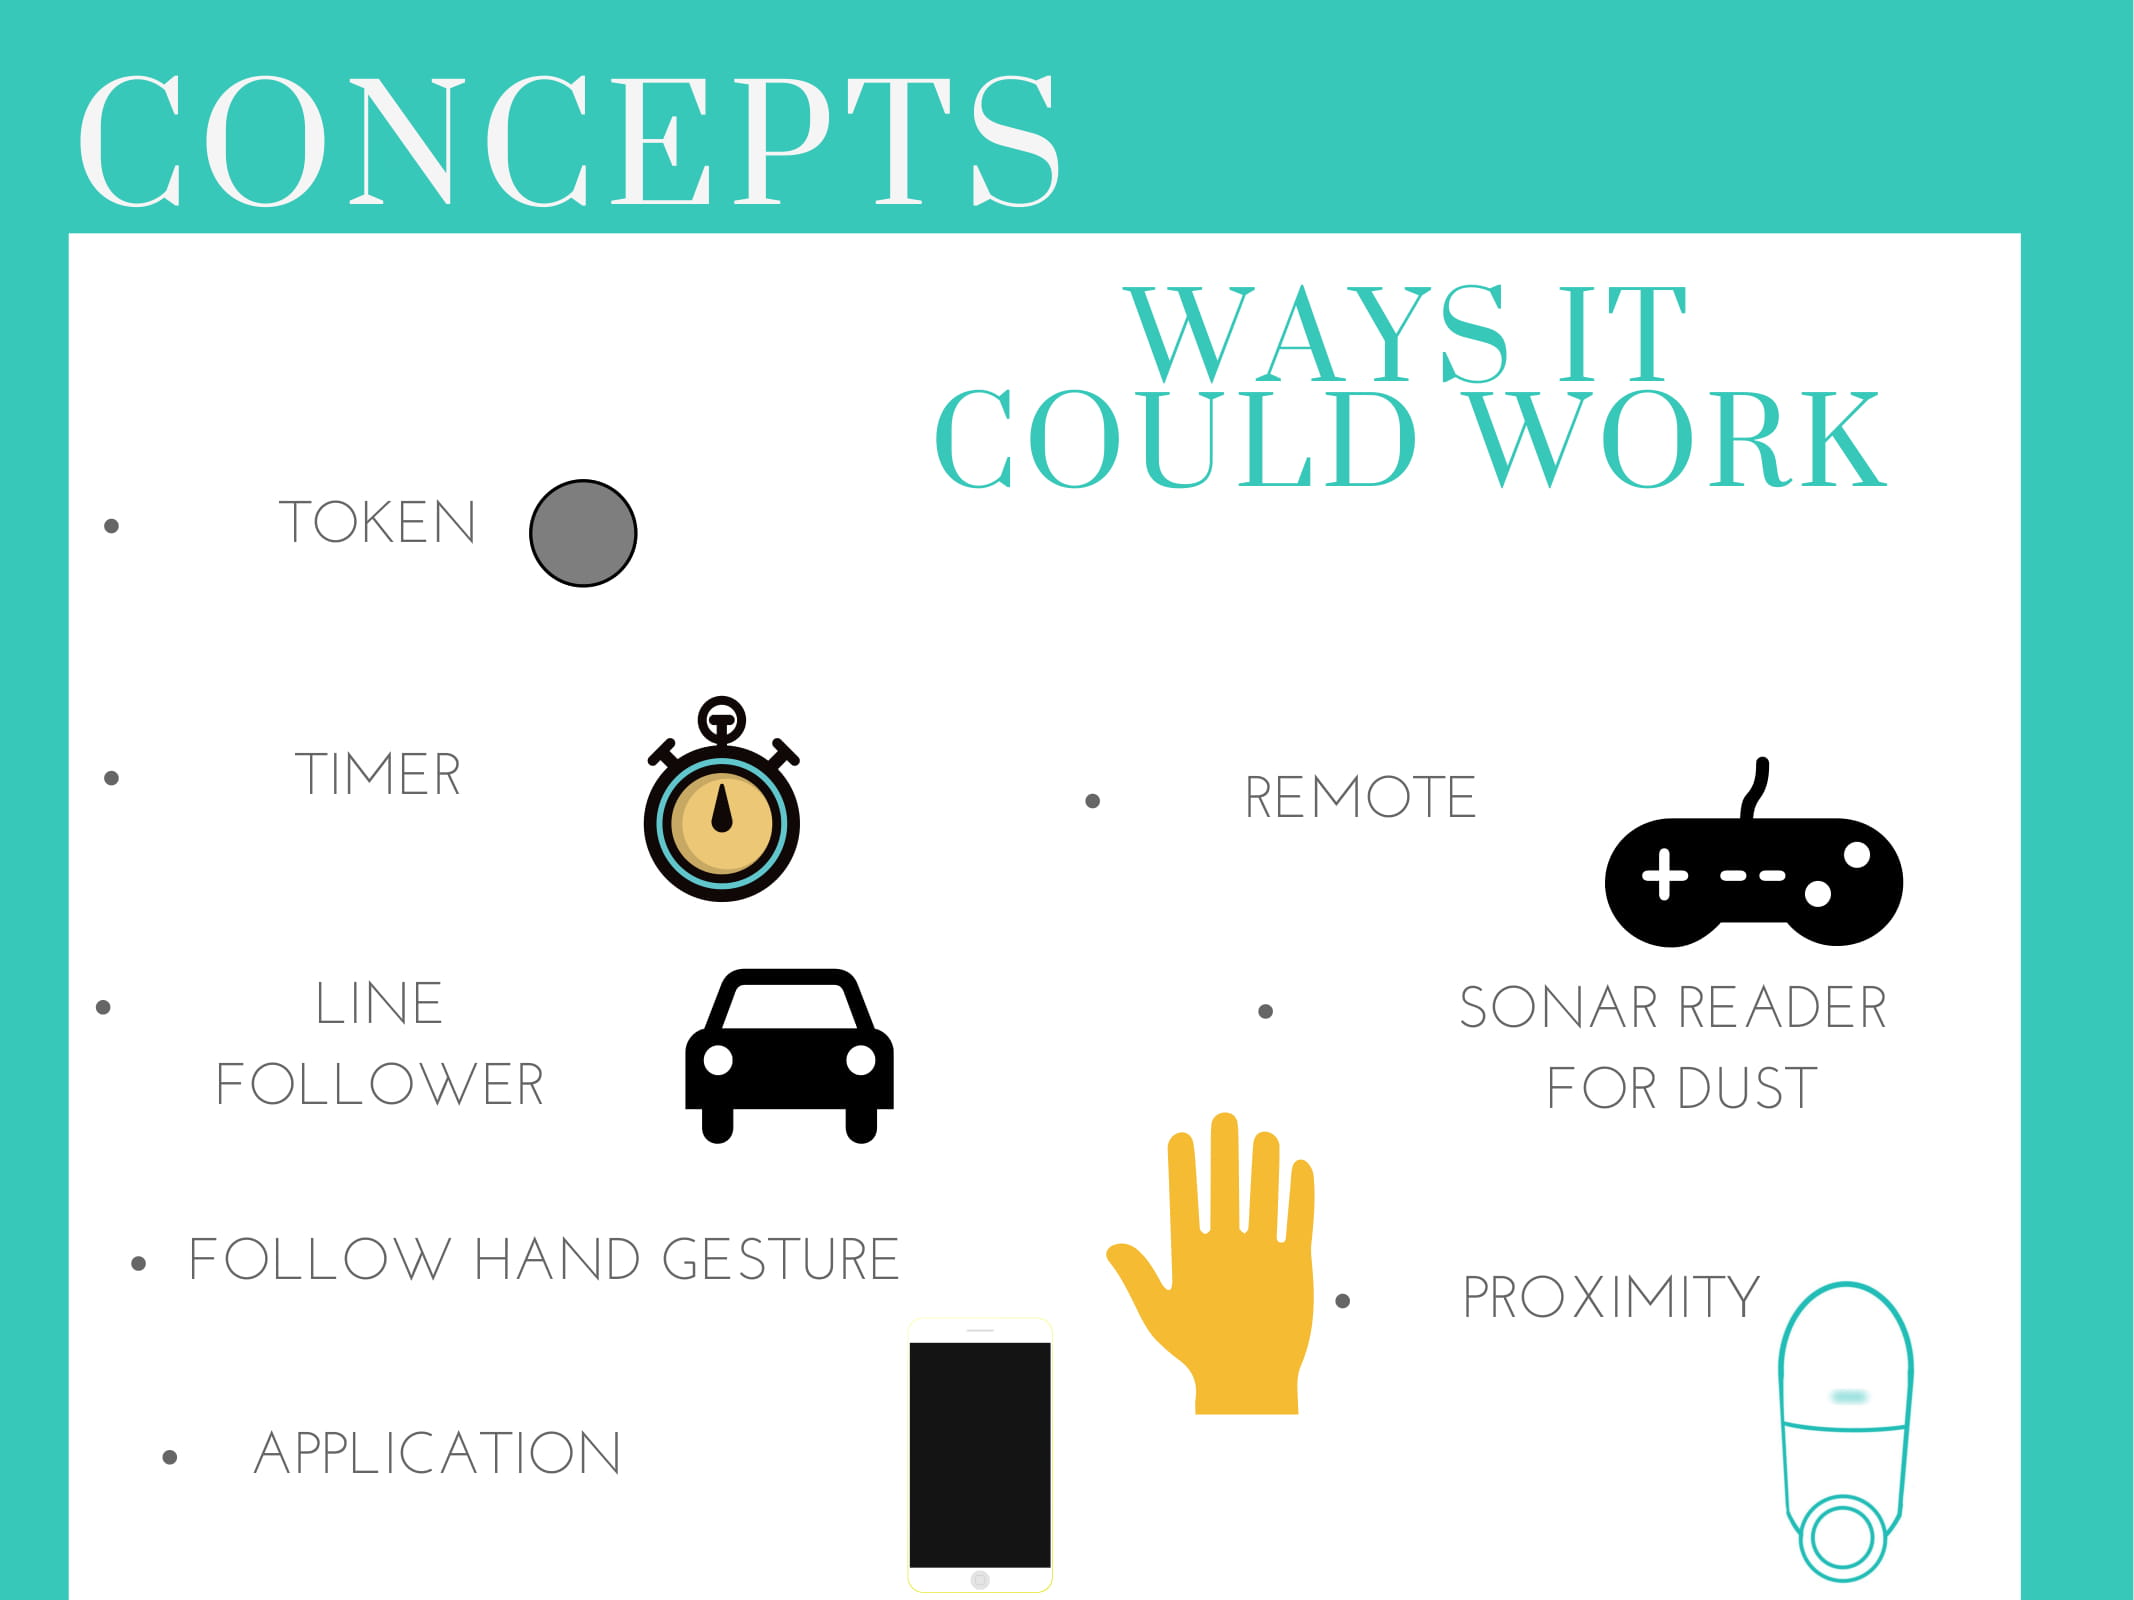 CONCEPTS
WAYS IT
COULD WORK
• TOKEN
• TIMER
• LINE
FOLLOWER
• FOLLOW HAND GESTURE
• APPLICATION
• REMOTE
• SONAR READER
FOR DUST
• PROXIMITY